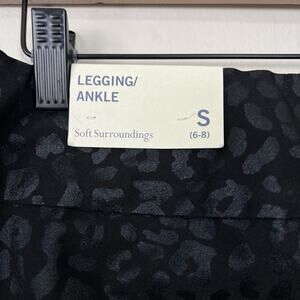 LEGGING/
ANKLE
Soft Surroundings
S
(6-8)